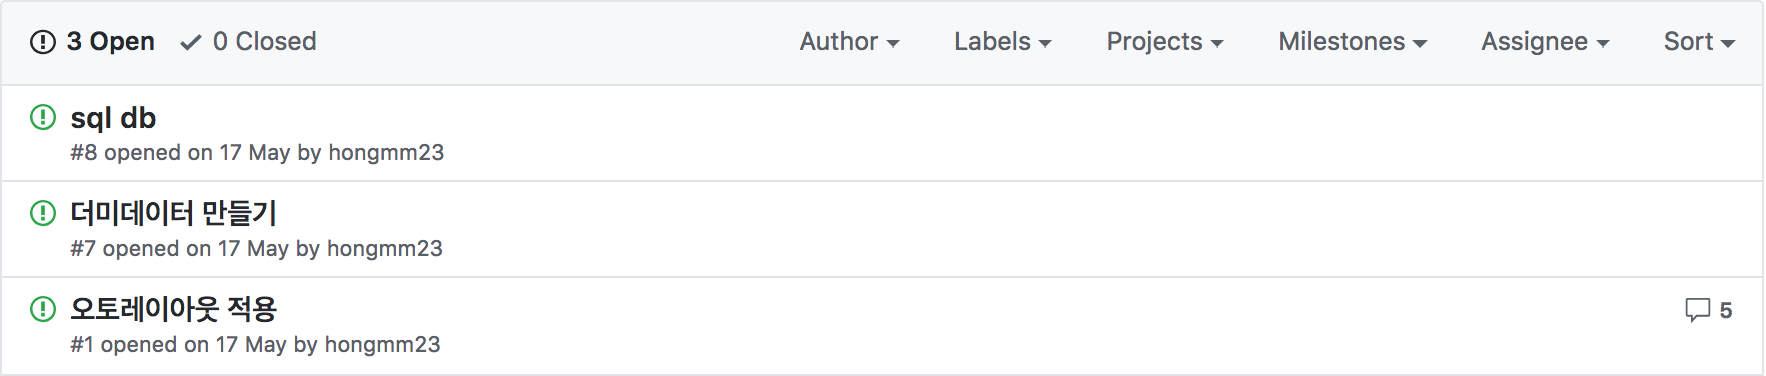 3 Open 0 Closed Author Labels Projects Milestones Assignee Sort
sql db
#8 opened on 17 May by hongmm23
더미데이터 만들기
#7 opened on 17 May by hongmm23
오토레이아웃 적용 5
#1 opened on 17 May by hongmm23